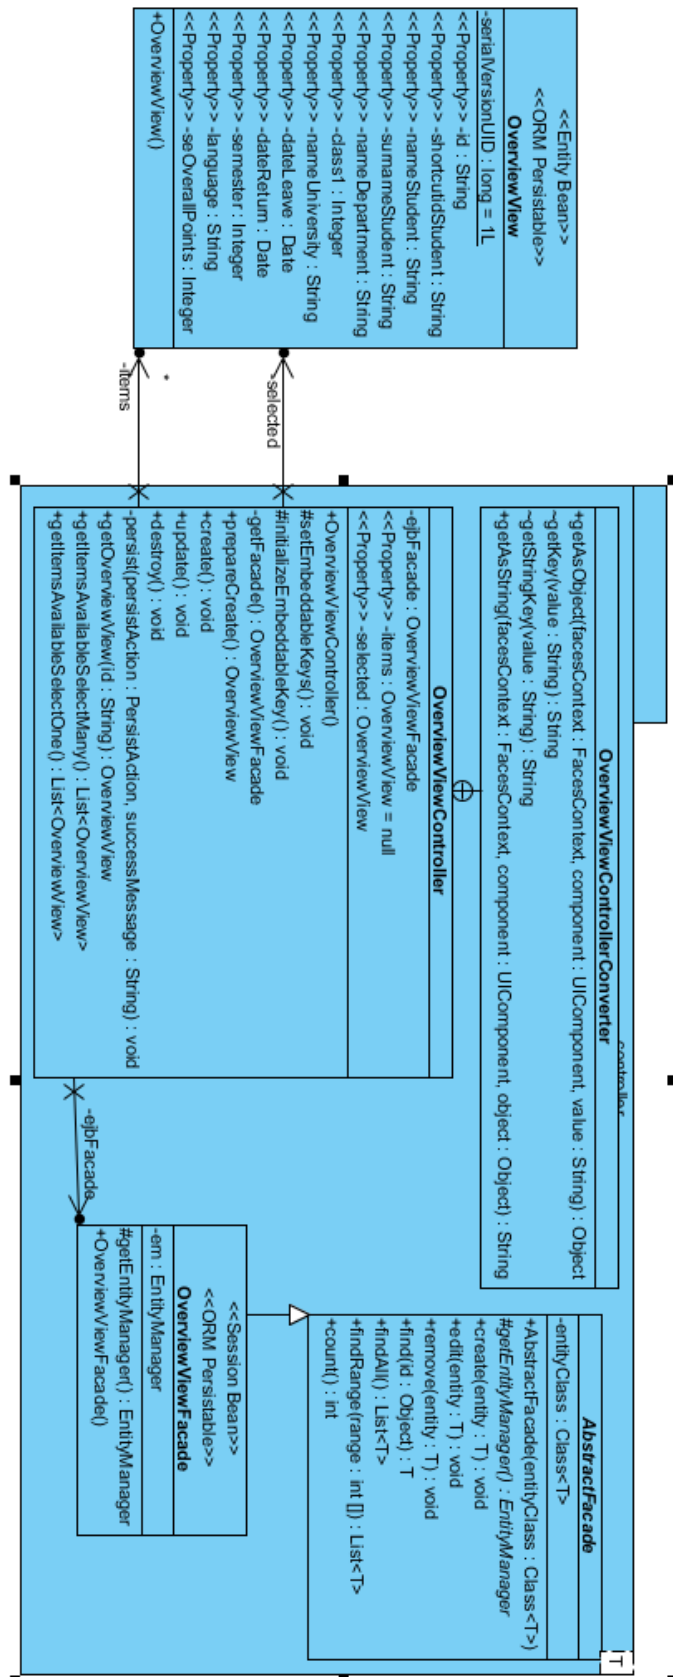 <<Entity Bean>>
<<ORM Persistable>>
OverviewView
-serialVersionUID : long = 1L
<<Property>> -id : String
<<Property>> -shortcutidStudent : String
<<Property>> -nameStudent : String
<<Property>> -surnameStudent : String
<<Property>> -nameDepartment : String
<<Property>> -class1 : Integer
<<Property>> -nameUniversity : String
<<Property>> -dateLeave : Date
<<Property>> -dateReturn : Date
<<Property>> -semester : Integer
<<Property>> -language : String
<<Property>> -seOverallPoints : Integer
+OverviewView()
-selected
*
-items
controller
OverviewViewControllerConverter
+getAsObject(facesContext : FacesContext, component : UIComponent, value : String) : Object
~getKey(value : String) : String
~getStringKey(value : String) : String
+getAsString(facesContext : FacesContext, component : UIComponent, object : Object) : String
OverviewViewController
-ejbFacade : OverviewViewFacade
<<Property>> -items : OverviewView = null
<<Property>> -selected : OverviewView
+OverviewViewController()
#setEmbeddableKeys() : void
#initializeEmbeddableKey() : void
-getFacade() : OverviewViewFacade
+prepareCreate() : OverviewView
+create() : void
+update() : void
+destroy() : void
-persist(persistAction : PersistAction, successMessage : String) : void
+getOverviewView(id : String) : OverviewView
+getItemsAvailableSelectMany() : List<OverviewView>
+getItemsAvailableSelectOne() : List<OverviewView>
-ejbFacade
T
AbstractFacade
-entityClass : Class<T>
+AbstractFacade(entityClass : Class<T>)
#getEntityManager() : EntityManager
+create(entity : T) : void
+edit(entity : T) : void
+remove(entity : T) : void
+find(id : Object) : T
+findAll() : List<T>
+findRange(range : int []) : List<T>
+count() : int
<<Session Bean>>
<<ORM Persistable>>
OverviewViewFacade
-em : EntityManager
#getEntityManager() : EntityManager
+OverviewViewFacade()